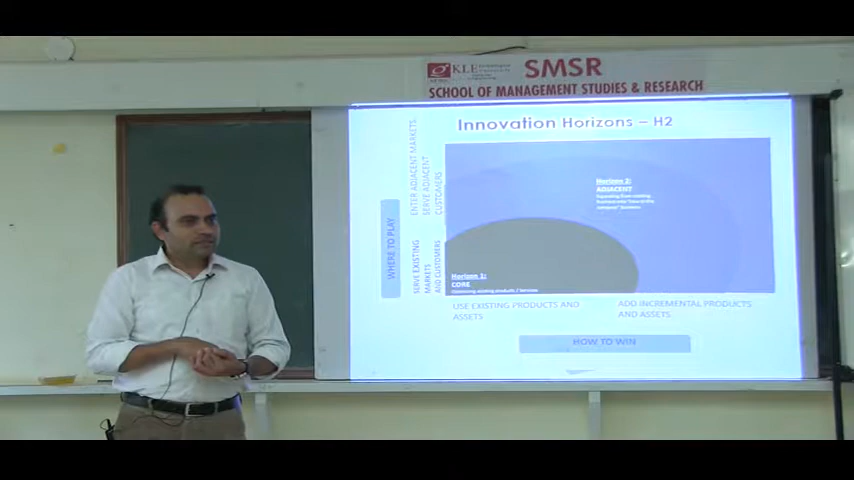 KLE
SMSR
SCHOOL OF MANAGEMENT STUDIES & RESEARCH
Innovation Horizons – H2
WHERE TO PLAY
ENTER ADJACENT MARKETS,
SERVE ADJACENT
CUSTOMERS
SERVE EXISTING
MARKETS
AND CUSTOMERS
Horizon 2:
ADJACENT
Horizon 1:
CORE
USE EXISTING PRODUCTS AND
ASSETS
ADD INCREMENTAL PRODUCTS
AND ASSETS
HOW TO WIN